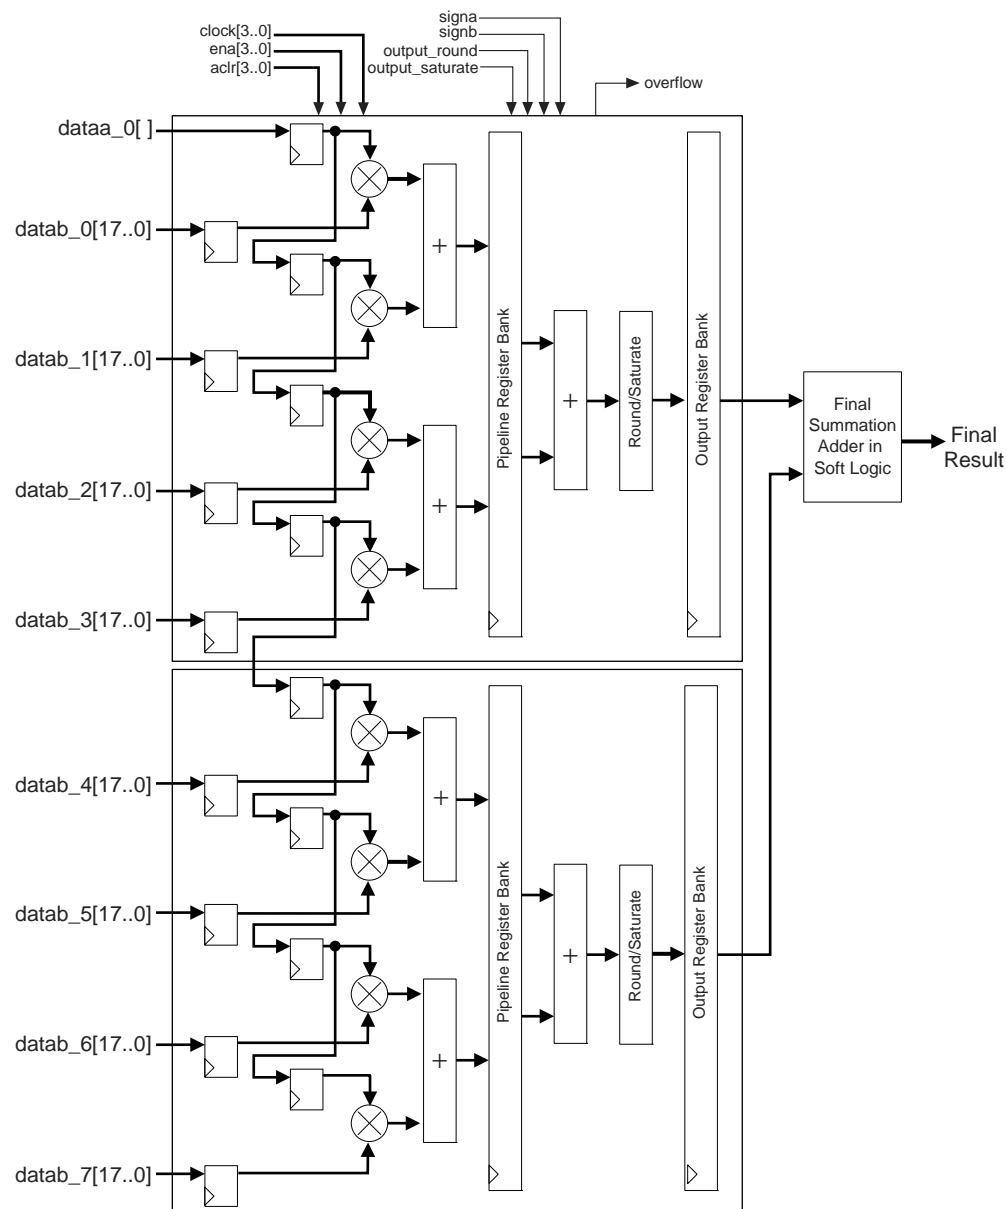 signa
signb
output_round
output_saturate
clock[3..0]
ena[3..0]
aclr[3..0]
overflow
dataa_0[ ]
datab_0[17..0]
datab_1[17..0]
datab_2[17..0]
datab_3[17..0]
+
+
Pipeline Register Bank
+
Round/Saturate
Output Register Bank
Final
Summation
Adder in
Soft Logic
Final
Result
datab_4[17..0]
datab_5[17..0]
datab_6[17..0]
datab_7[17..0]
+
+
Pipeline Register Bank
+
Round/Saturate
Output Register Bank